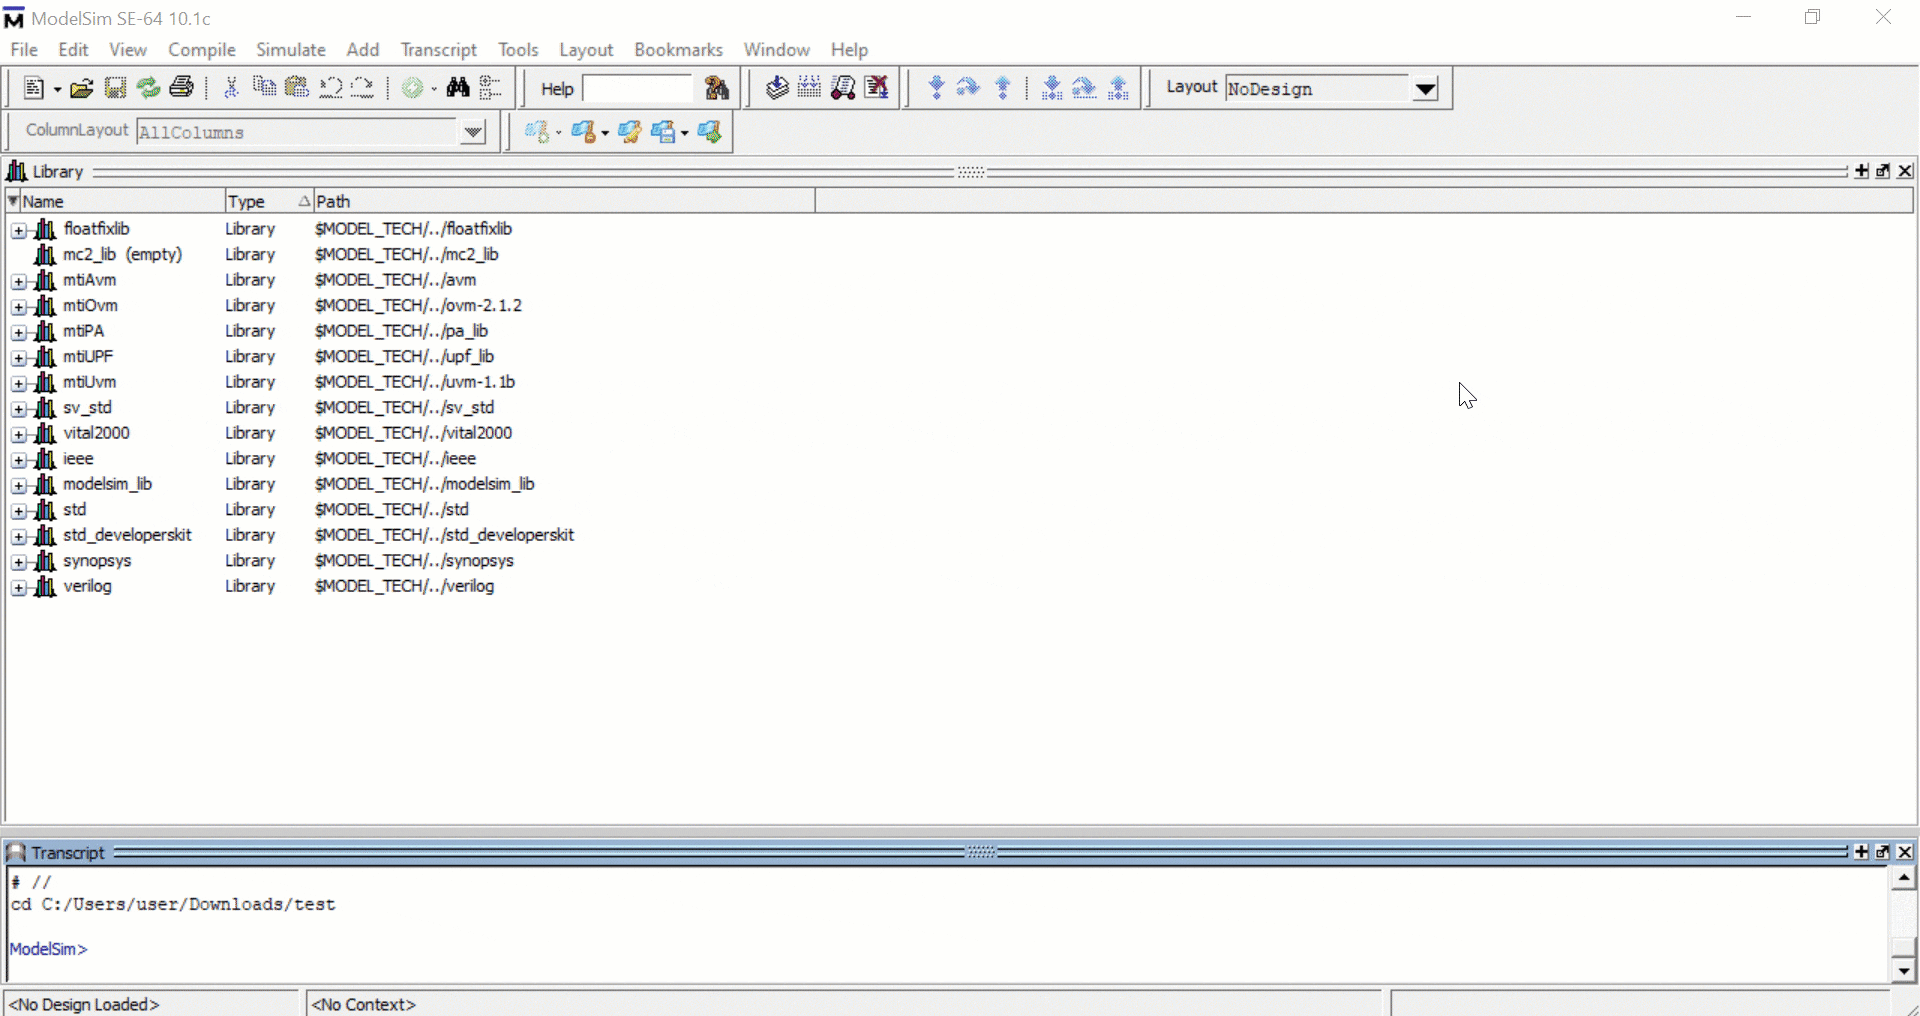 ModelSim SE-64 10.1c
File Edit View Compile Simulate Add Transcript Tools Layout Bookmarks Window Help
Help Layout NoDesign
ColumnLayout AllColumns
Library
Name Type Path
floatfixlib Library $MODEL_TECH/../floatfixlib
mc2_lib (empty) Library $MODEL_TECH/../mc2_lib
mtiAvm Library $MODEL_TECH/../avm
mtiOvm Library $MODEL_TECH/../ovm-2.1.2
mtiPA Library $MODEL_TECH/../pa_lib
mtiUPF Library $MODEL_TECH/../upf_lib
mtiUvm Library $MODEL_TECH/../uvm-1.1b
sv_std Library $MODEL_TECH/../sv_std
vital2000 Library $MODEL_TECH/../vital2000
ieee Library $MODEL_TECH/../ieee
modelsim_lib Library $MODEL_TECH/../modelsim_lib
std Library $MODEL_TECH/../std
std_developerskit Library $MODEL_TECH/../std_developerskit
synopsys Library $MODEL_TECH/../synopsys
verilog Library $MODEL_TECH/../verilog
Transcript
# //
cd C:/Users/user/Downloads/test
ModelSim>
<No Design Loaded> <No Context>